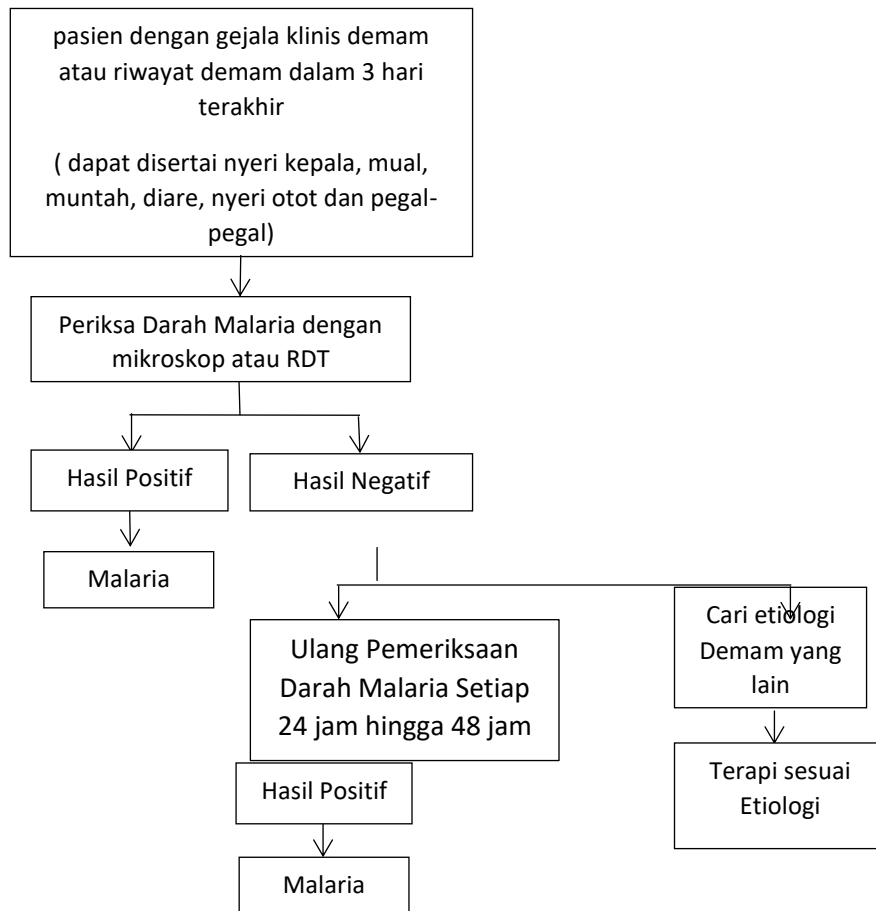 pasien dengan gejala klinis demam
atau riwayat demam dalam 3 hari
terakhir
( dapat disertai nyeri kepala, mual,
muntah, diare, nyeri otot dan pegal-
pegal)
Periksa Darah Malaria dengan
mikroskop atau RDT
Hasil Positif
Hasil Negatif
Malaria
Ulang Pemeriksaan
Darah Malaria Setiap
24 jam hingga 48 jam
Cari etiologi
Demam yang
lain
Hasil Positif
Malaria
Terapi sesuai
Etiologi